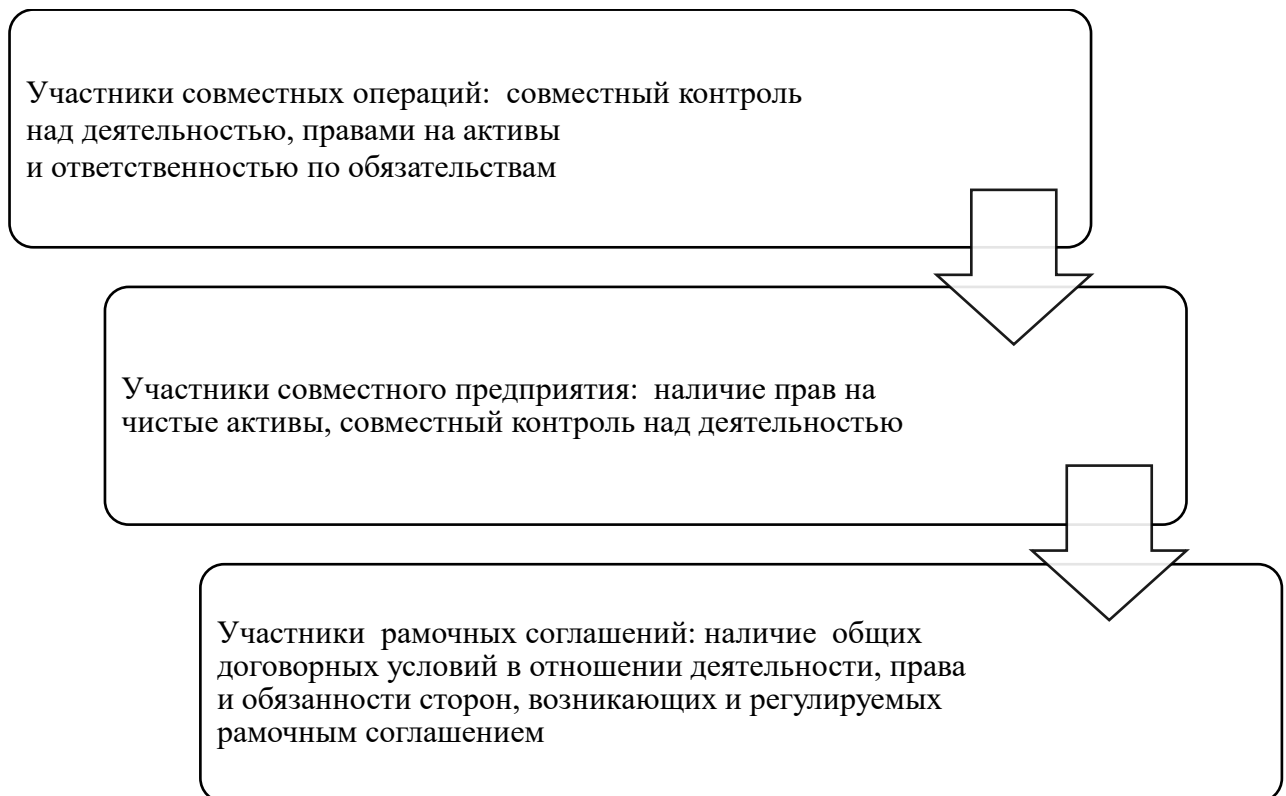 Участники совместных операций: совместный контроль
над деятельностью, правами на активы
и ответственностью по обязательствам
Участники совместного предприятия: наличие прав на
чистые активы, совместный контроль над деятельностью
Участники рамочных соглашений: наличие общих
договорных условий в отношении деятельности, права
и обязанности сторон, возникающих и регулируемых
рамочным соглашением